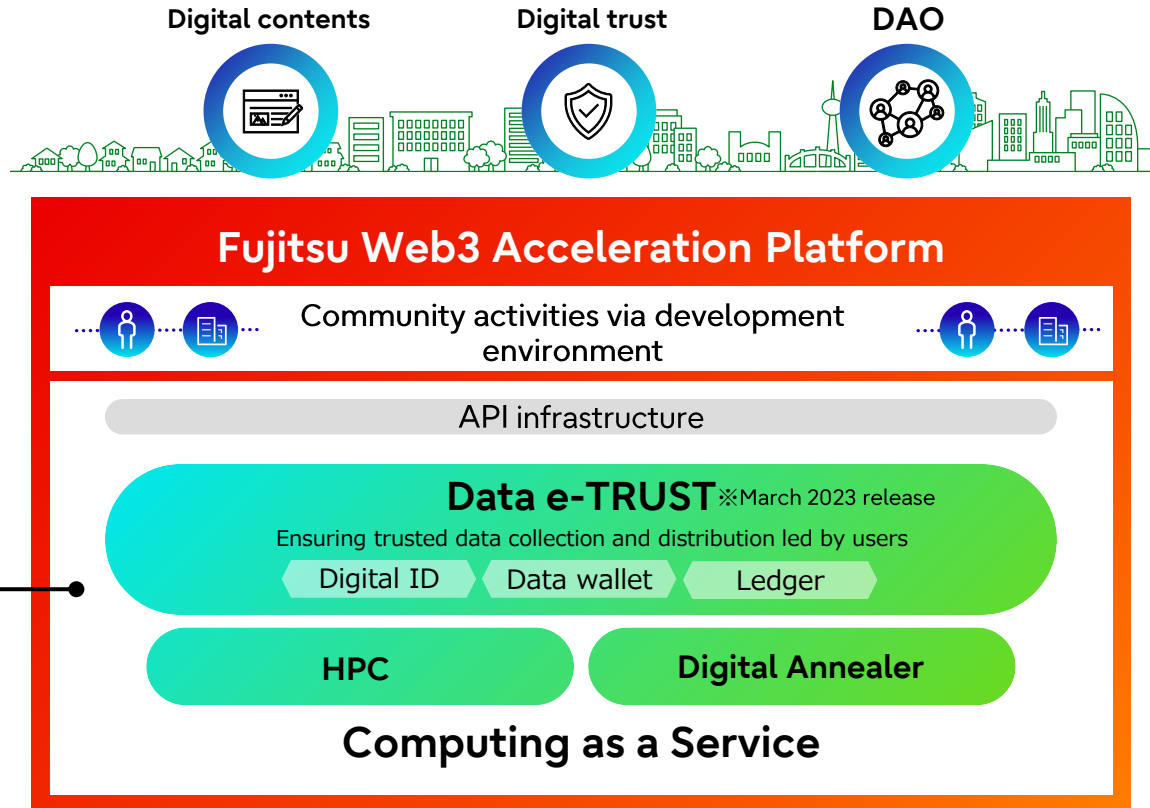 Digital contents
Digital trust
DAO
Fujitsu Web3 Acceleration Platform
Community activities via development
environment
API infrastructure
Data e-TRUST※March 2023 release
Ensuring trusted data collection and distribution led by users
Digital ID
Data wallet
Ledger
HPC
Digital Annealer
Computing as a Service